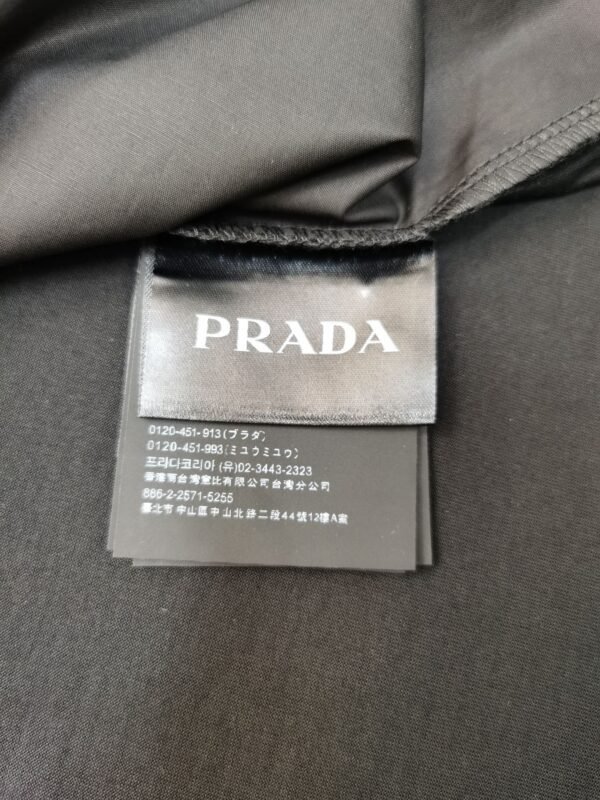 PRADA
0120-451-913(プラダ)
0120-451-993(ミュウミュウ)
프라다코리아 (유)02-3443-2323
香港商台灣普比有限公司台灣分公司
886-2-2571-5255
臺北市中山區中山北路二段44號12樓A室